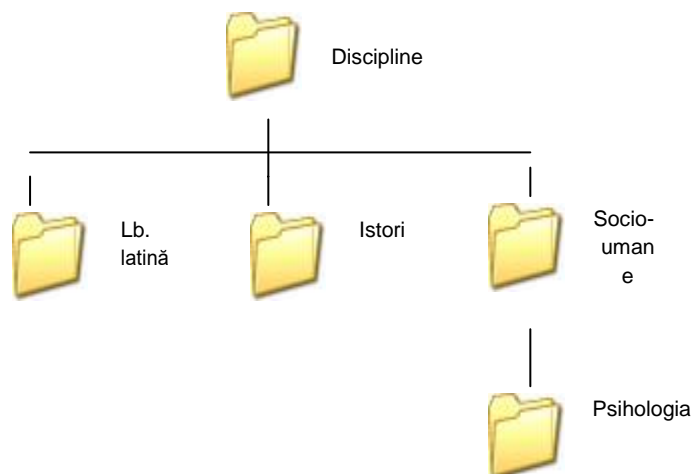 Discipline
Lb.
latină
Istori
Socio-
uman
e
Psihologia